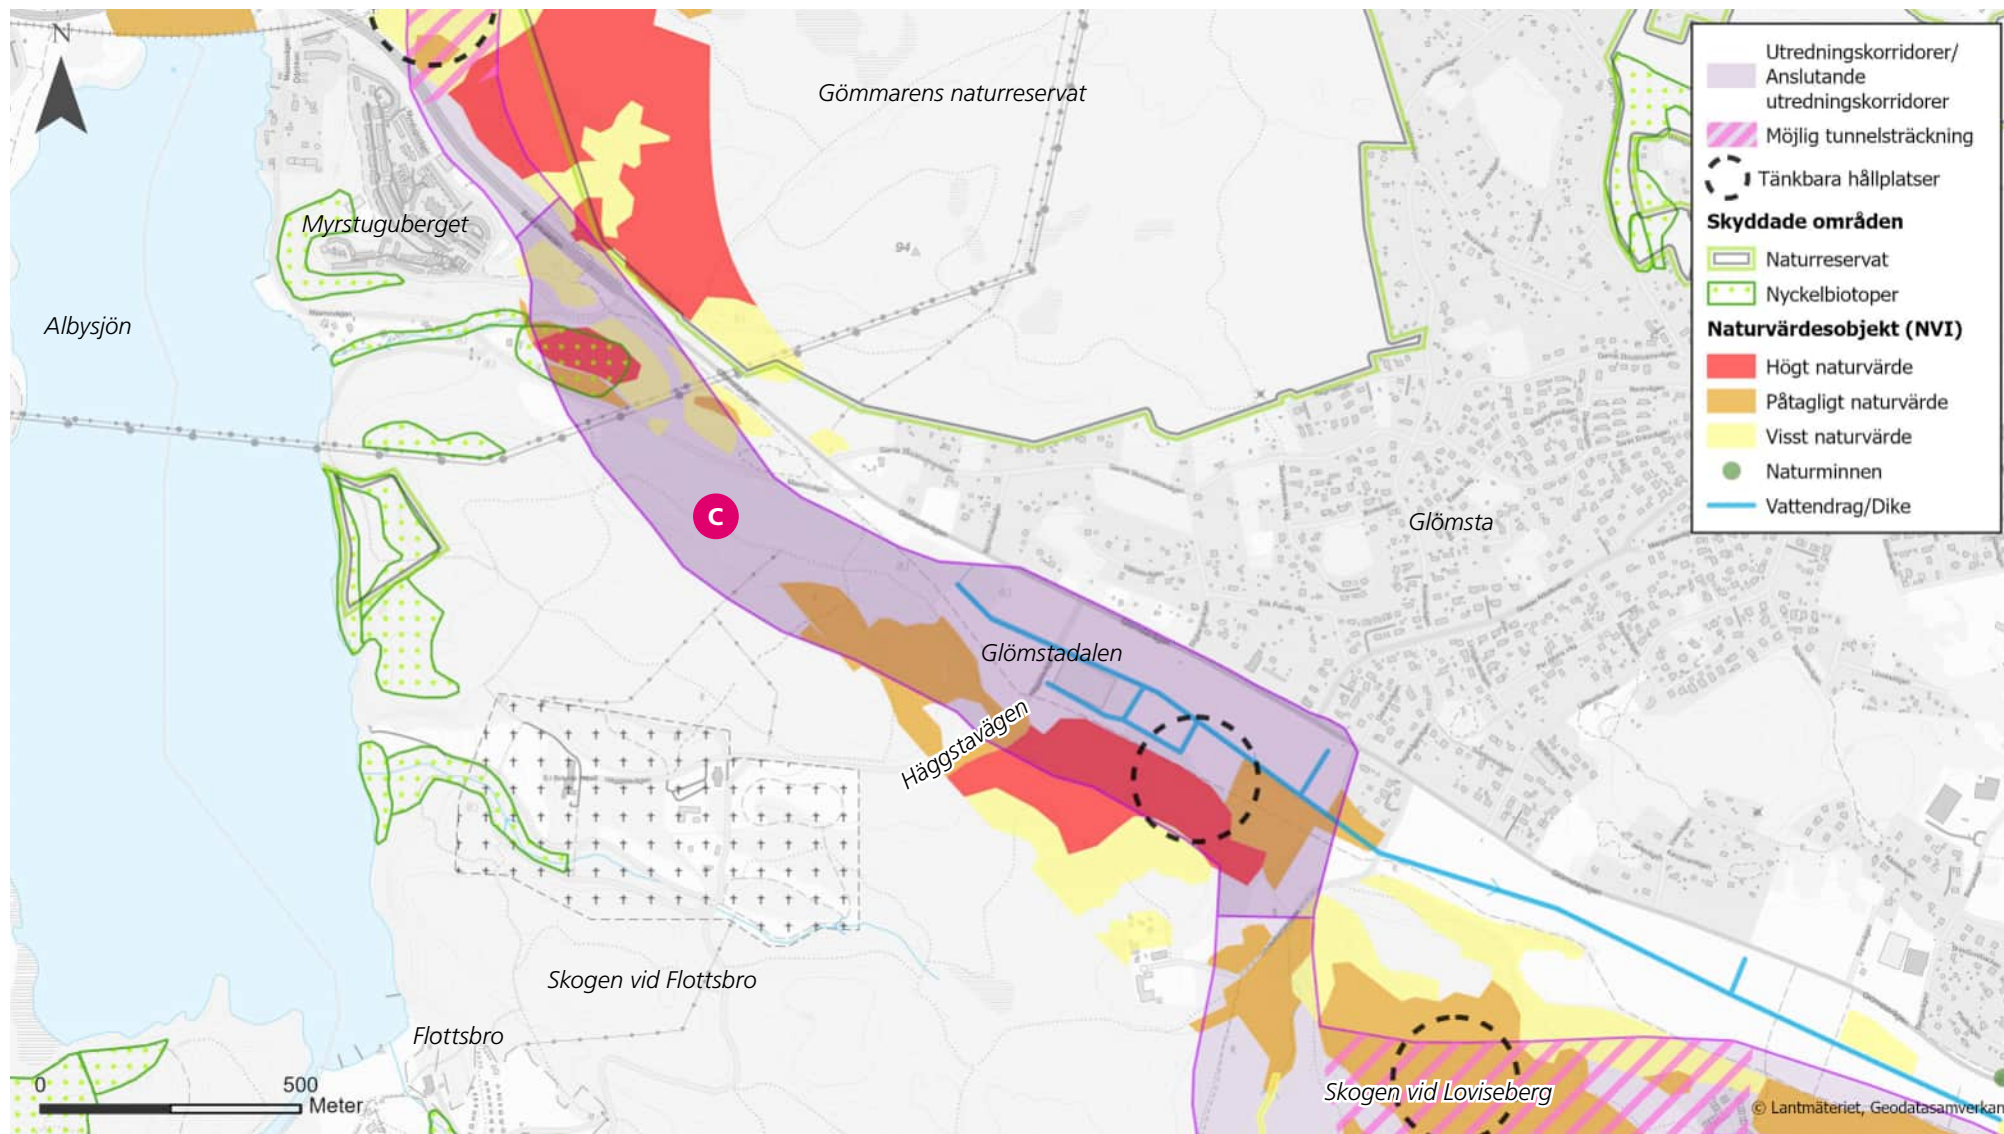 N
Gömmarens naturreservat
Myrstuguberget
94
Albysjön
C
Glömsta
Glömstadalen
Häggstavägen
Skogen vid Flottsbro
Flottsbro
Skogen vid Loviseberg
0
500
Meter
Utredningskorridorer/
Anslutande
utredningskorridorer
Möjlig tunnelsträckning
Tänkbara hållplatser
Skyddade områden
Naturreservat
Nyckelbiotoper
Naturvärdesobjekt (NVI)
Högt naturvärde
Påtagligt naturvärde
Visst naturvärde
Naturminnen
Vattendrag/Dike
© Lantmäteriet, Geodatasamverkan